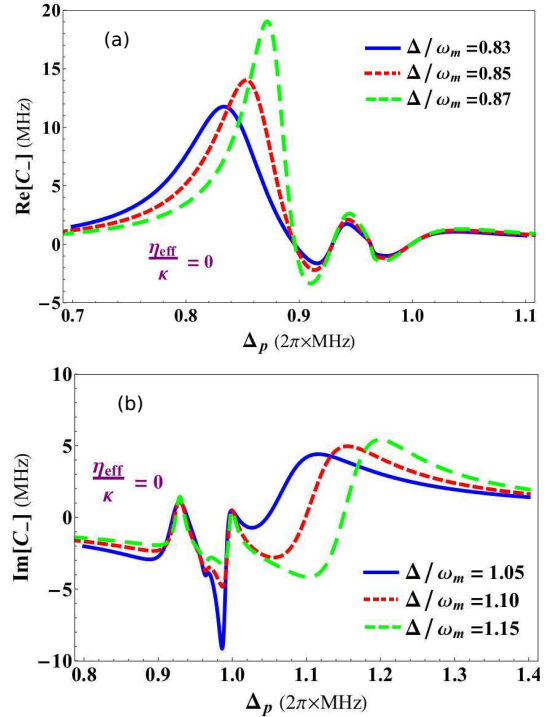 (a)
Δ/ωm=0.83
Δ/ωm=0.85
Δ/ωm=0.87
ηeff/κ = 0
Re[C−] (MHz)
20
15
10
5
0
−5
0.7 0.8 0.9 1.0 1.1
Δp (2π×MHz)
(b)
ηeff/κ = 0
Δ/ωm = 1.05
Δ/ωm = 1.10
Δ/ωm = 1.15
Im[C−] (MHz)
10
5
0
−5
−10
0.8 0.9 1.0 1.1 1.2 1.3 1.4
Δp (2π×MHz)